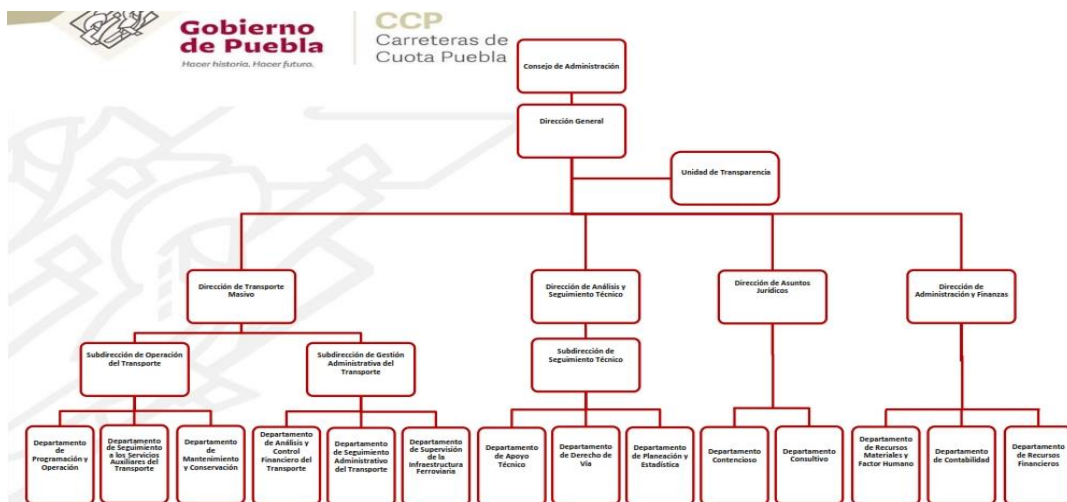 Gobierno
de Puebla
Hacer historia. Hacer futuro.
CCP
Carreteras de
Cuota Puebla
Consejo de Administración
Dirección General
Unidad de Transparencia
Dirección de Transporte
Masivo
Dirección de Análisis y
Seguimiento Técnico
Dirección de Asuntos
Jurídicos
Dirección de
Administración y Finanzas
Subdirección de Operación
del Transporte
Subdirección de Gestión
Administrativa del
Transporte
Subdirección de
Seguimiento Técnico
Departamento
de
Programación y
Operación
Departamento
de Seguimiento
a los Servicios
Auxiliares del
Transporte
Departamento
de
Mantenimiento
y Conservación
Departamento
de Análisis y
Control
Financiero del
Transporte
Departamento
de Seguimiento
Administrativo
del Transporte
Departamento
de Supervisión
de la
Infraestructura
Ferroviaria
Departamento
de Apoyo
Técnico
Departamento
de Derecho de
Vía
Departamento
de Planeación y
Estadística
Departamento
Contencioso
Departamento
Consultivo
Departamento
de Recursos
Materiales y
Factor Humano
Departamento
de Contabilidad
Departamento
de Recursos
Financieros